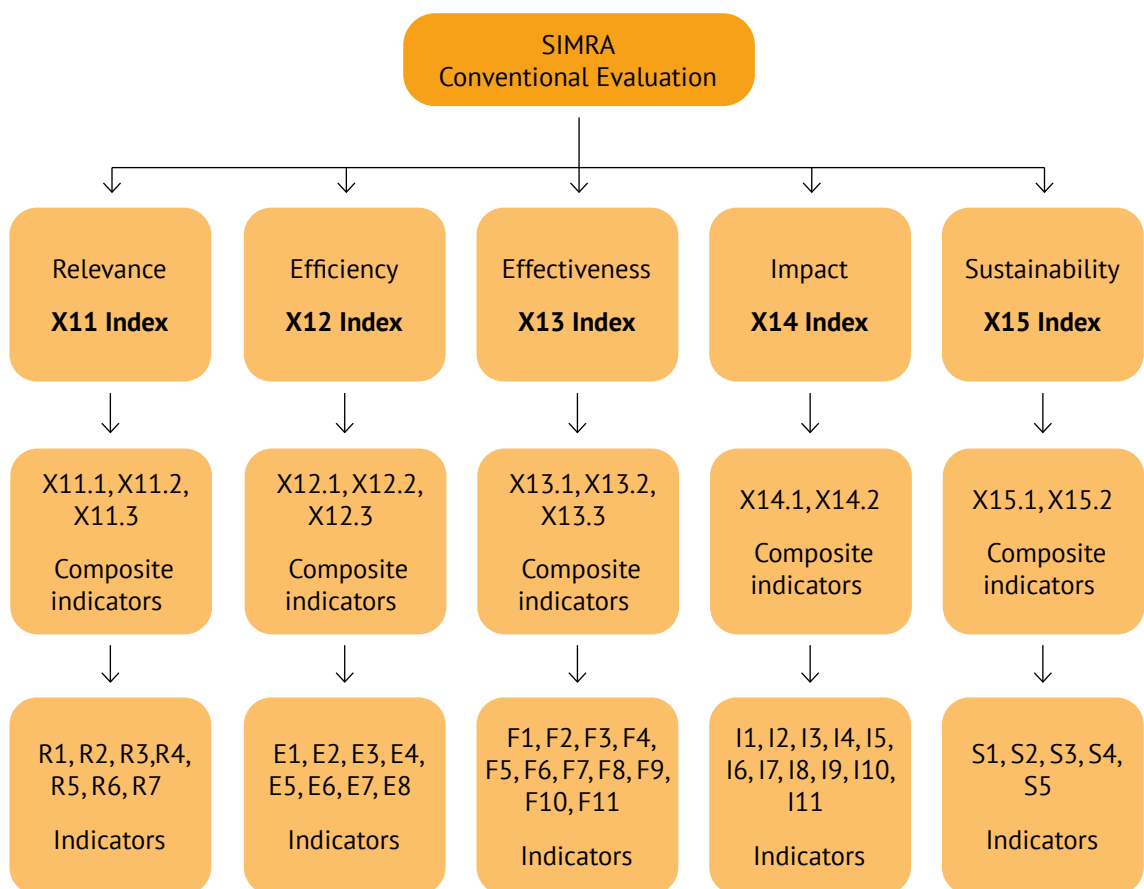 SIMRA
Conventional Evaluation
Relevance
X11 Index
Efficiency
X12 Index
Effectiveness
X13 Index
Impact
X14 Index
Sustainability
X15 Index
X11.1, X11.2,
X11.3
Composite
indicators
X12.1, X12.2,
X12.3
Composite
indicators
X13.1, X13.2,
X13.3
Composite
indicators
X14.1, X14.2
Composite
indicators
X15.1, X15.2
Composite
indicators
R1, R2, R3,R4,
R5, R6, R7
Indicators
E1, E2, E3, E4,
E5, E6, E7, E8
Indicators
F1, F2, F3, F4,
F5, F6, F7, F8, F9,
F10, F11
Indicators
I1, I2, I3, I4, I5,
I6, I7, I8, I9, I10,
I11
Indicators
S1, S2, S3, S4,
S5
Indicators